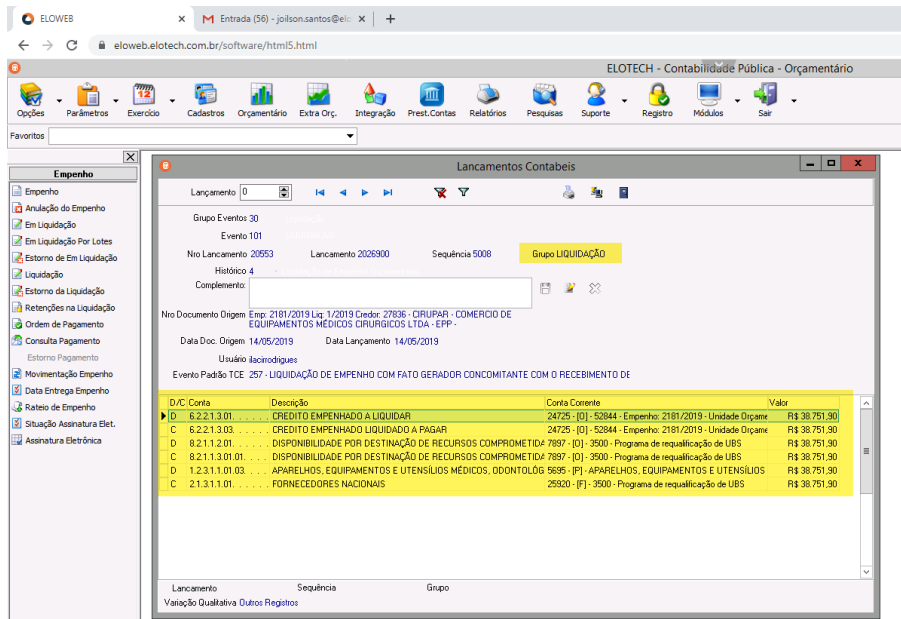 ELOWEB
Entrada (56) - joilson.santos@elo
eloweb.elotech.com.br/software/html5.html
ELOTECH - Contabilidade Pública - Orçamentário
Opções Parâmetros Exercício Cadastros Orçamentário Extra Orç. Integração Prest.Contas Relatórios Pesquisas Suporte Registro Módulos Sair
Favoritos
Empenho
Empenho
Anulação do Empenho
Em Liquidação
Em Liquidação Por Lotes
Estorno de Em Liquidação
Liquidação
Estorno da Liquidação
Retenções na Liquidação
Ordem de Pagamento
Consulta Pagamento
Estorno Pagamento
Movimentação Empenho
Data Entrega Empenho
Rateio de Empenho
Situação Assinatura Elet.
Assinatura Eletrônica
Lancamentos Contabeis
Lançamento 0
Grupo Eventos 30
Evento 101
Nro Lancamento 20553 Lancamento 2026900 Sequência 5008 Grupo LIQUIDAÇÃO
Histórico 4
Complemento:
Nro Documento Origem Emp: 2181/2019 Liq: 1/2019 Credor: 27836 - CIRUPAR - COMERCIO DE
EQUIPAMENTOS MÉDICOS CIRURGICOS LTDA - EPP -
Data Doc. Origem 14/05/2019 Data Lançamento 14/05/2019
Usuário ilacirrodrigues
Evento Padrão TCE 257 - LIQUIDAÇÃO DE EMPENHO COM FATO GERADOR CONCOMITANTE COM O RECEBIMENTO DE
D/C Conta Descrição Conta Corrente Valor
D 6.2.2.1.3.01. . . . . . . CREDITO EMPENHADO A LIQUIDAR 24725 - [O] - 52844 - Empenho: 2181/2019 - Unidade Orçame R$ 38.751,90
C 6.2.2.1.3.03. . . . . . . CREDITO EMPENHADO LIQUIDADO A PAGAR 24725 - [O] - 52844 - Empenho: 2181/2019 - Unidade Orçame R$ 38.751,90
D 8.2.1.1.2.01. . . . . . . DISPONIBILIDADE POR DESTINAÇÃO DE RECURSOS COMPROMETIDA 7897 - [O] - 3500 - Programa de requalificação de UBS R$ 38.751,90
C 8.2.1.1.3.01.01. . . . . DISPONIBILIDADE POR DESTINAÇÃO DE RECURSOS COMPROMETIDA 7897 - [O] - 3500 - Programa de requalificação de UBS R$ 38.751,90
D 1.2.3.1.1.01.03. . . . . APARELHOS, EQUIPAMENTOS E UTENSÍLIOS MÉDICOS, ODONTOLÓG 5695 - [P] - APARELHOS, EQUIPAMENTOS E UTENSÍLIOS R$ 38.751,90
C 2.1.3.1.1.01. . . . . . . FORNECEDORES NACIONAIS 25920 - [F] - 3500 - Programa de requalificação de UBS R$ 38.751,90
Lancamento Sequência Grupo
Variação Qualitativa Outros Registros